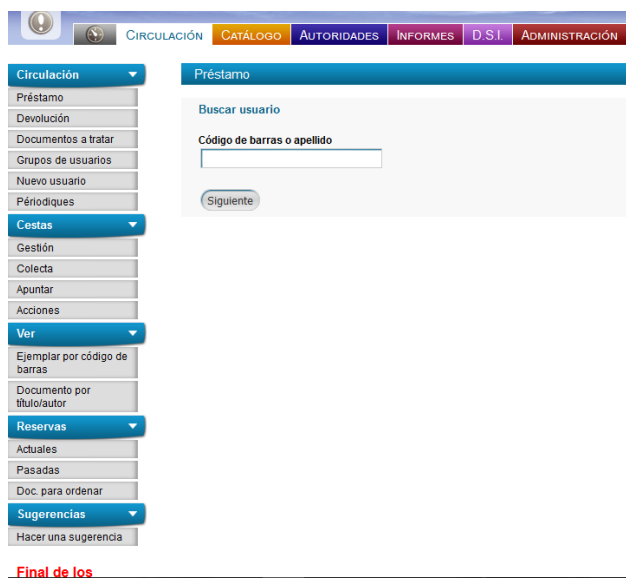 CIRCULACIÓN CATÁLOGO AUTORIDADES INFORMES D.S.I. ADMINISTRACIÓN
Circulación
Préstamo
Devolución
Documentos a tratar
Grupos de usuarios
Nuevo usuario
Périodiques
Cestas
Gestión
Colecta
Apuntar
Acciones
Ver
Ejemplar por código de
barras
Documento por
título/autor
Reservas
Actuales
Pasadas
Doc. para ordenar
Sugerencias
Hacer una sugerencia
Final de los
Préstamo
Buscar usuario
Código de barras o apellido
Siguiente